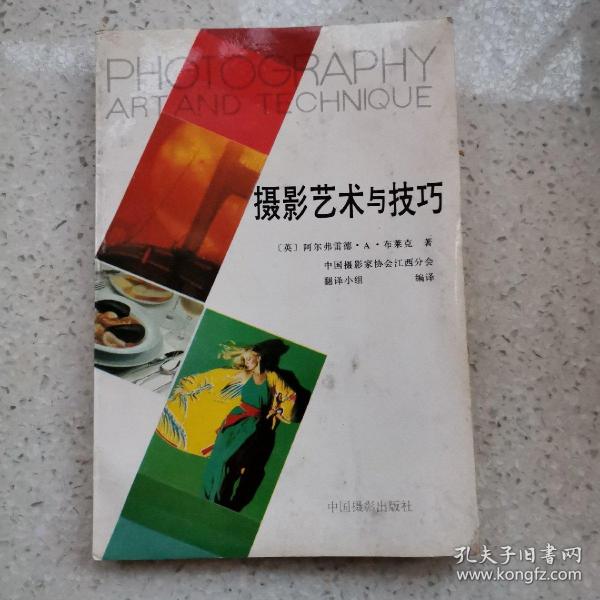 PHOTOGRAPHY
ART AND TECHNIQUE
摄影艺术与技巧
〔英〕阿尔弗雷德·A·布莱克 著
中国摄影家协会江西分会
翻译小组 编译
中国摄影出版社
孔夫子旧书网
www.kongfz.com